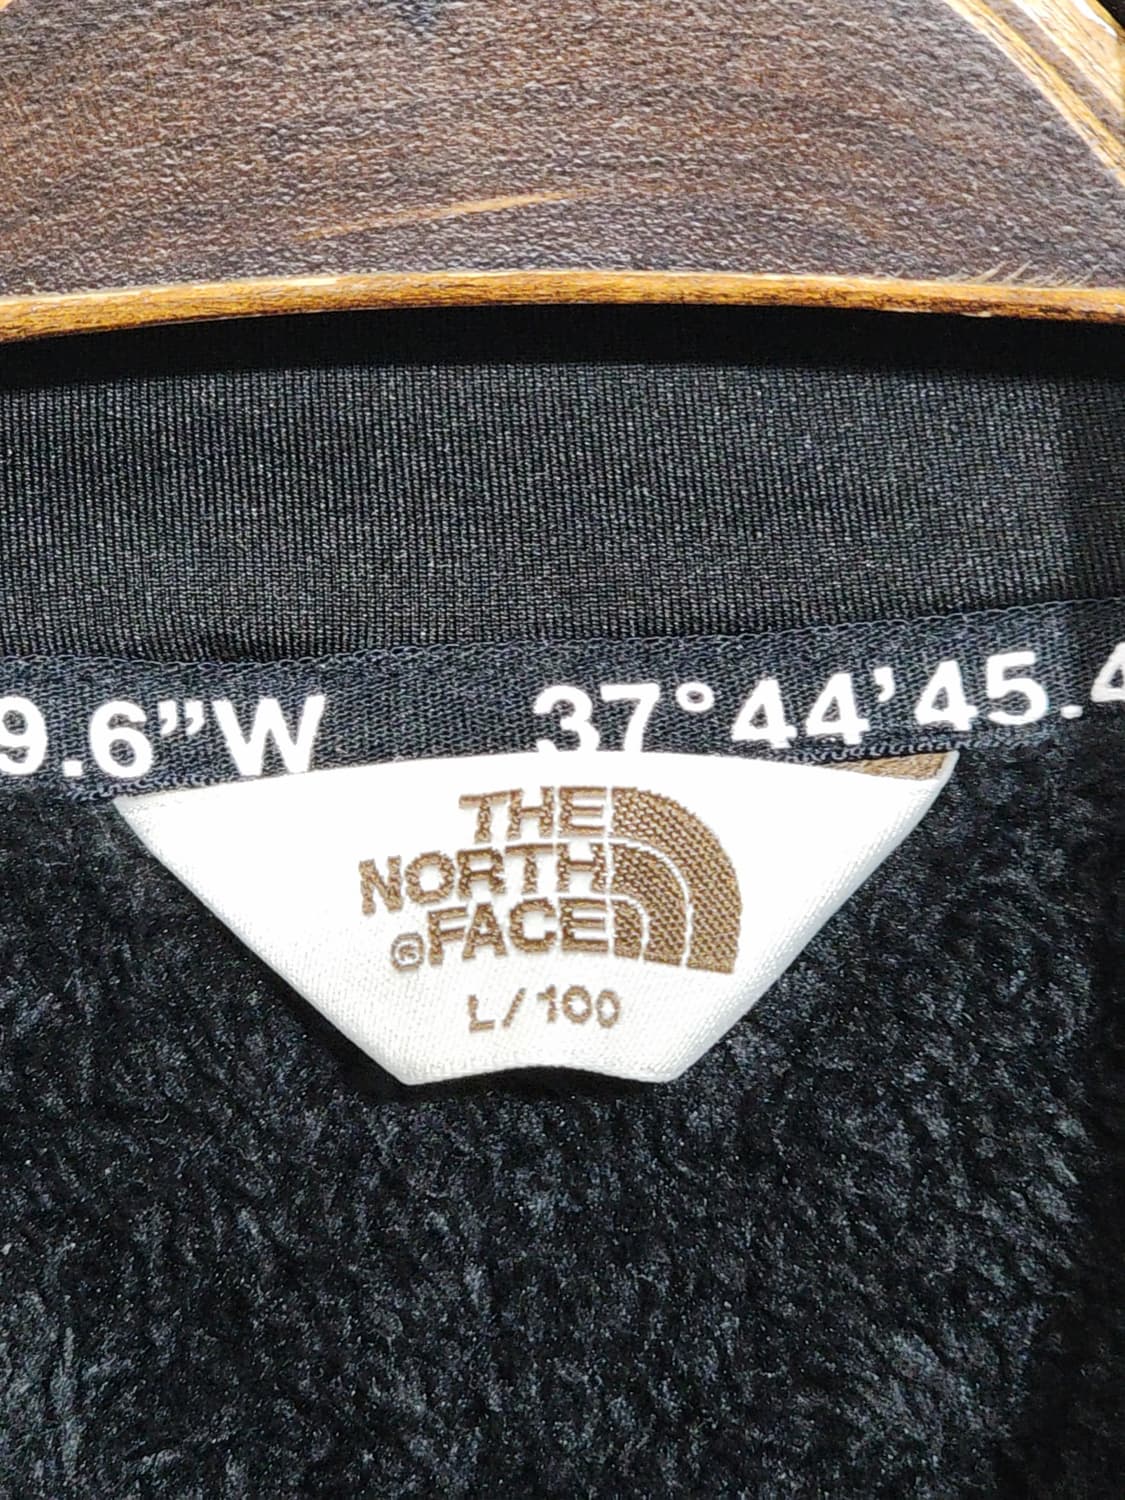 9.6”W 37°44’45.4
THE
NORTH
®FACE
L/100